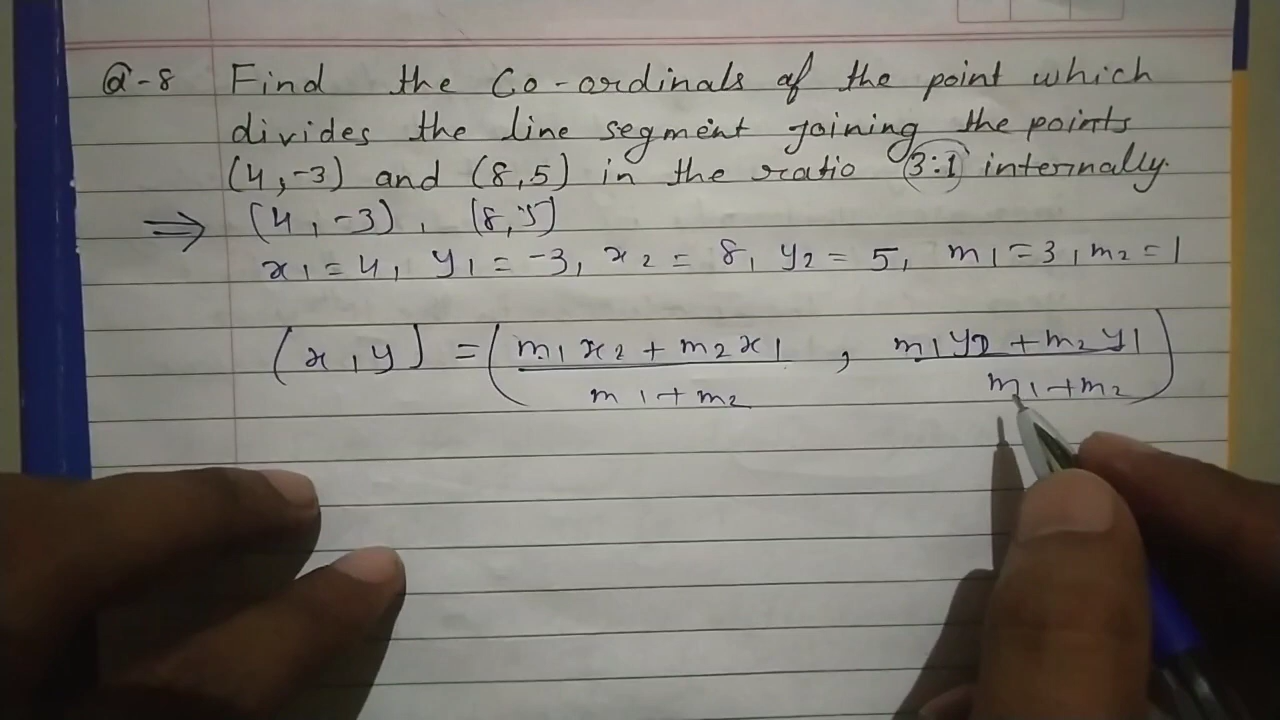 Q-8 Find the Co-ordinals of the point which
divides the line segment joining the points
(4,-3) and (8,5) in the ratio (3:1) internally.
⇒ (4,-3), (8,5)
x1=4, y1=-3, x2=8, y2=5, m1=3, m2=1
(x,y) = (m1x2+m2x1 / m1+m2 , m1y2+m2y1 / m1+m2)